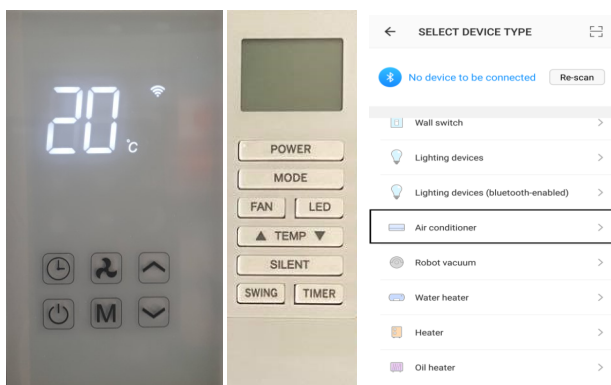 20 °C
M
POWER
MODE
FAN LED
▲ TEMP ▼
SILENT
SWING TIMER
SELECT DEVICE TYPE
No device to be connected Re-scan
Wall switch
Lighting devices
Lighting devices (bluetooth-enabled)
Air conditioner
Robot vacuum
Water heater
Heater
Oil heater